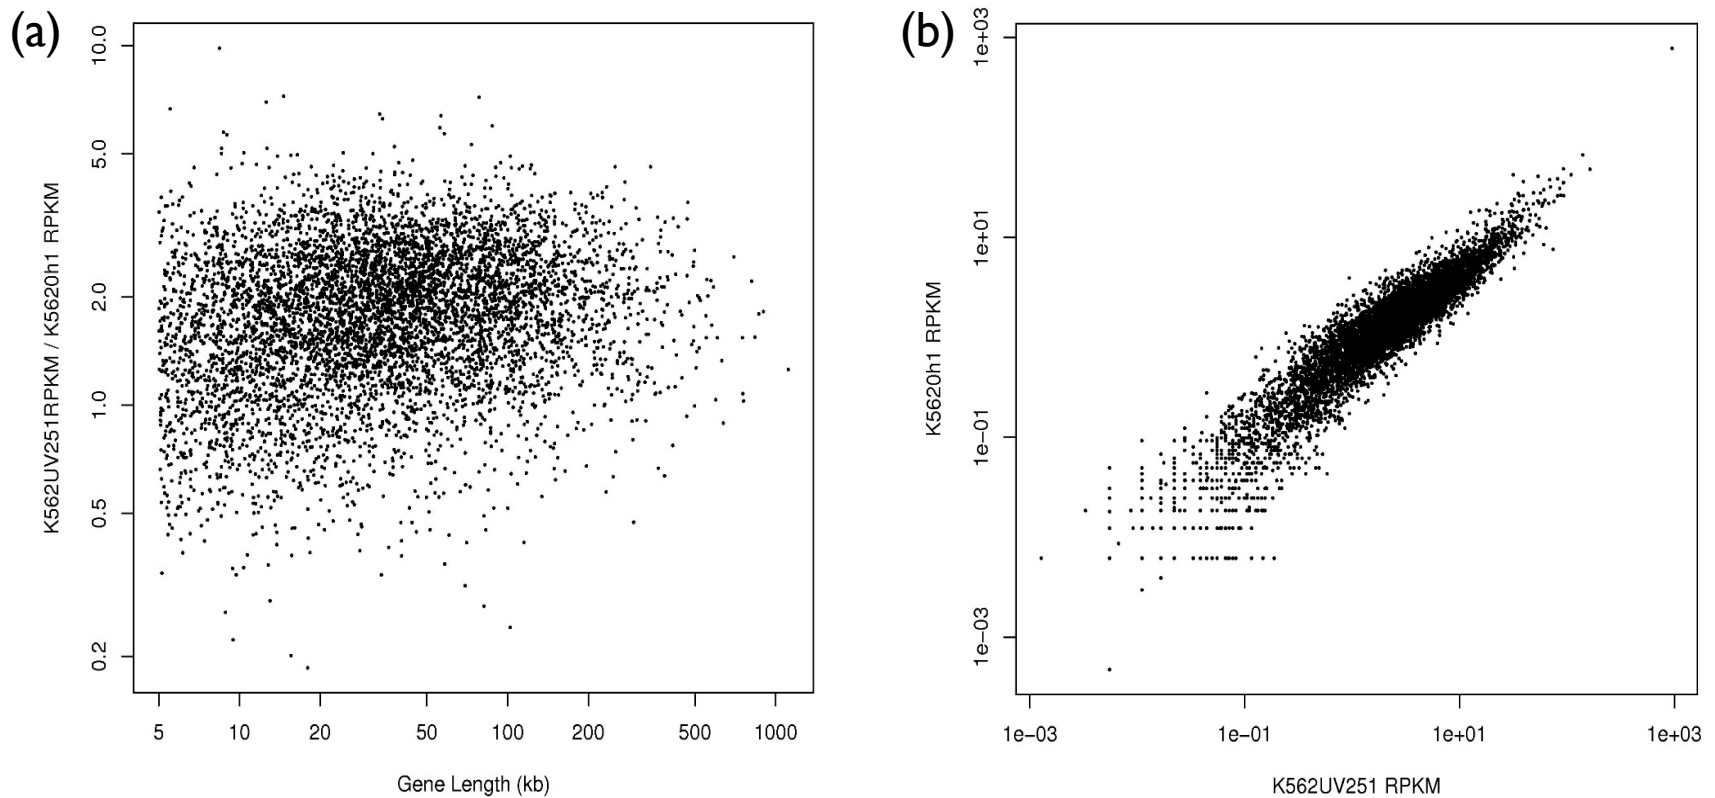 (a)
K562UV251RPKM / K5620h1 RPKM
10.0
5.0
2.0
1.0
0.5
0.2
5 10 20 50 100 200 500 1000
Gene Length (kb)
(b)
K5620h1 RPKM
1e+03
1e+01
1e−01
1e−03
1e−03 1e−01 1e+01 1e+03
K562UV251 RPKM